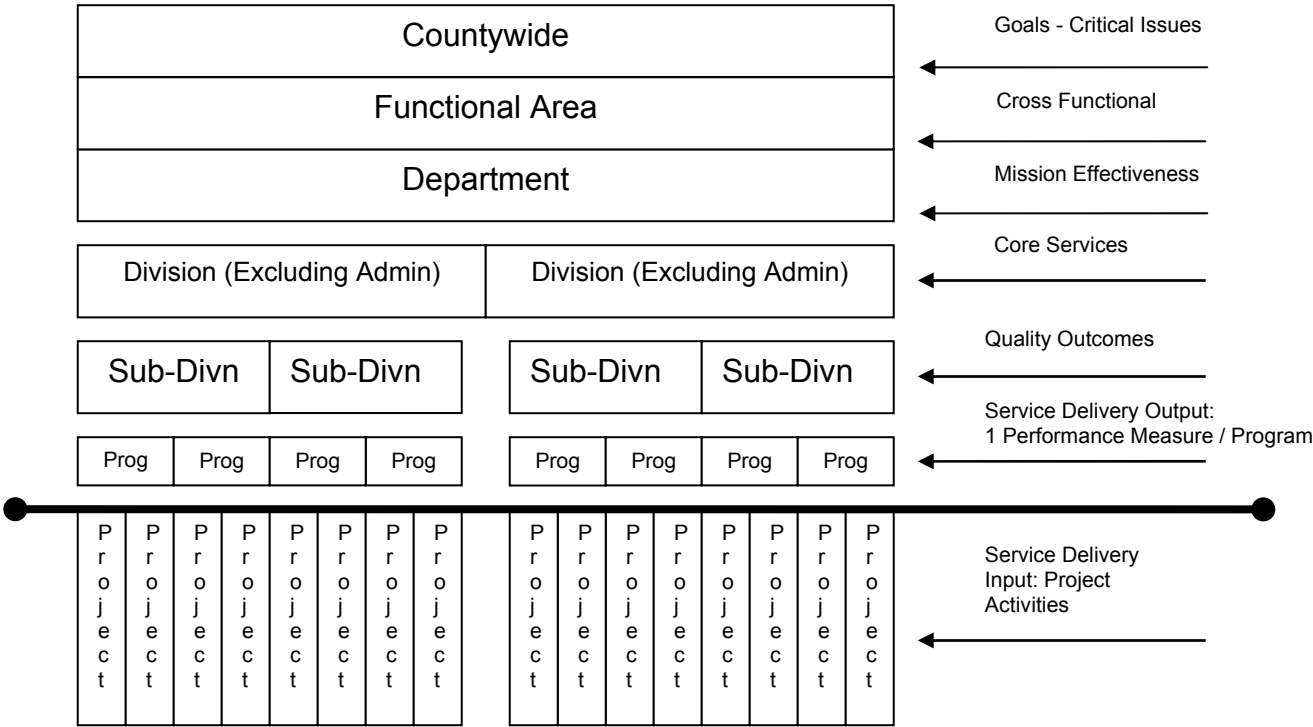 Countywide
Goals - Critical Issues
Functional Area
Cross Functional
Department
Mission Effectiveness
Division (Excluding Admin) Division (Excluding Admin)
Core Services
Sub-Divn Sub-Divn Sub-Divn Sub-Divn
Quality Outcomes
Prog Prog Prog Prog Prog Prog Prog Prog
Service Delivery Output:
1 Performance Measure / Program
Project Project Project Project Project Project Project Project Project Project Project Project Project Project Project Project
Service Delivery
Input: Project
Activities